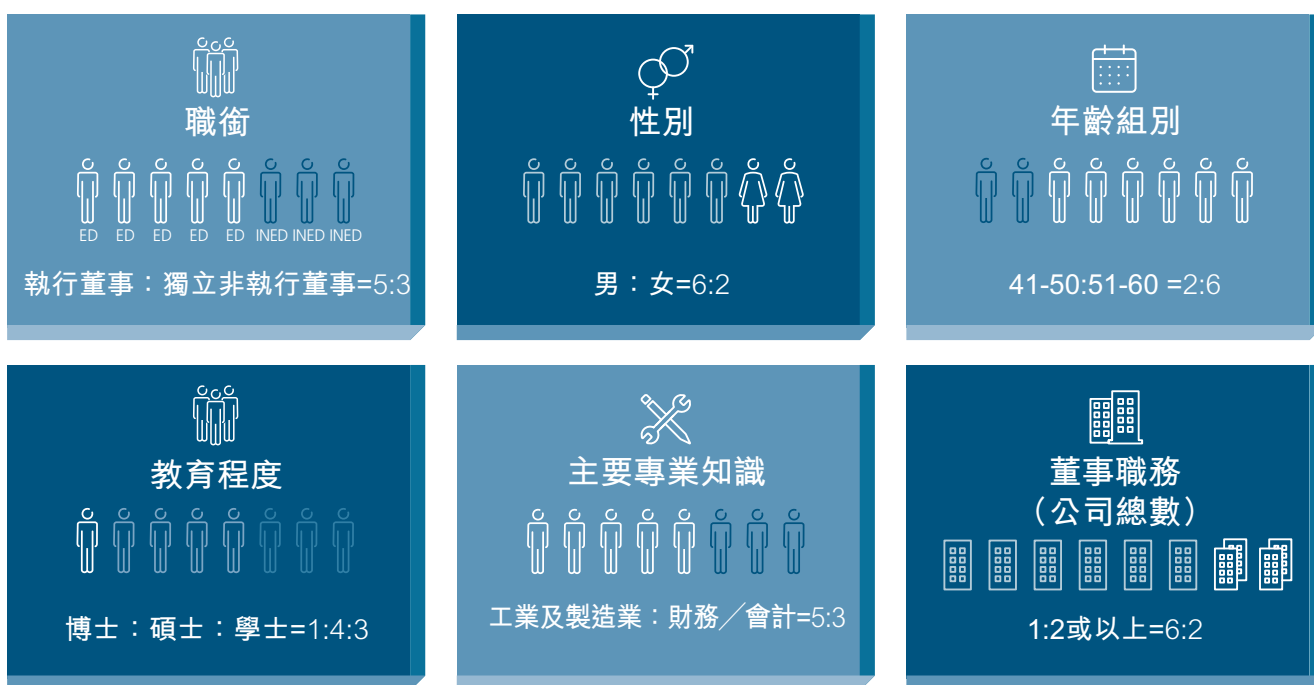 職銜
ED ED ED ED ED INED INED INED
執行董事：獨立非執行董事=5:3
性別
男：女=6:2
年齡組別
41-50:51-60 =2:6
教育程度
博士：碩士：學士=1:4:3
主要專業知識
工業及製造業：財務／會計=5:3
董事職務
（公司總數）
1:2或以上=6:2